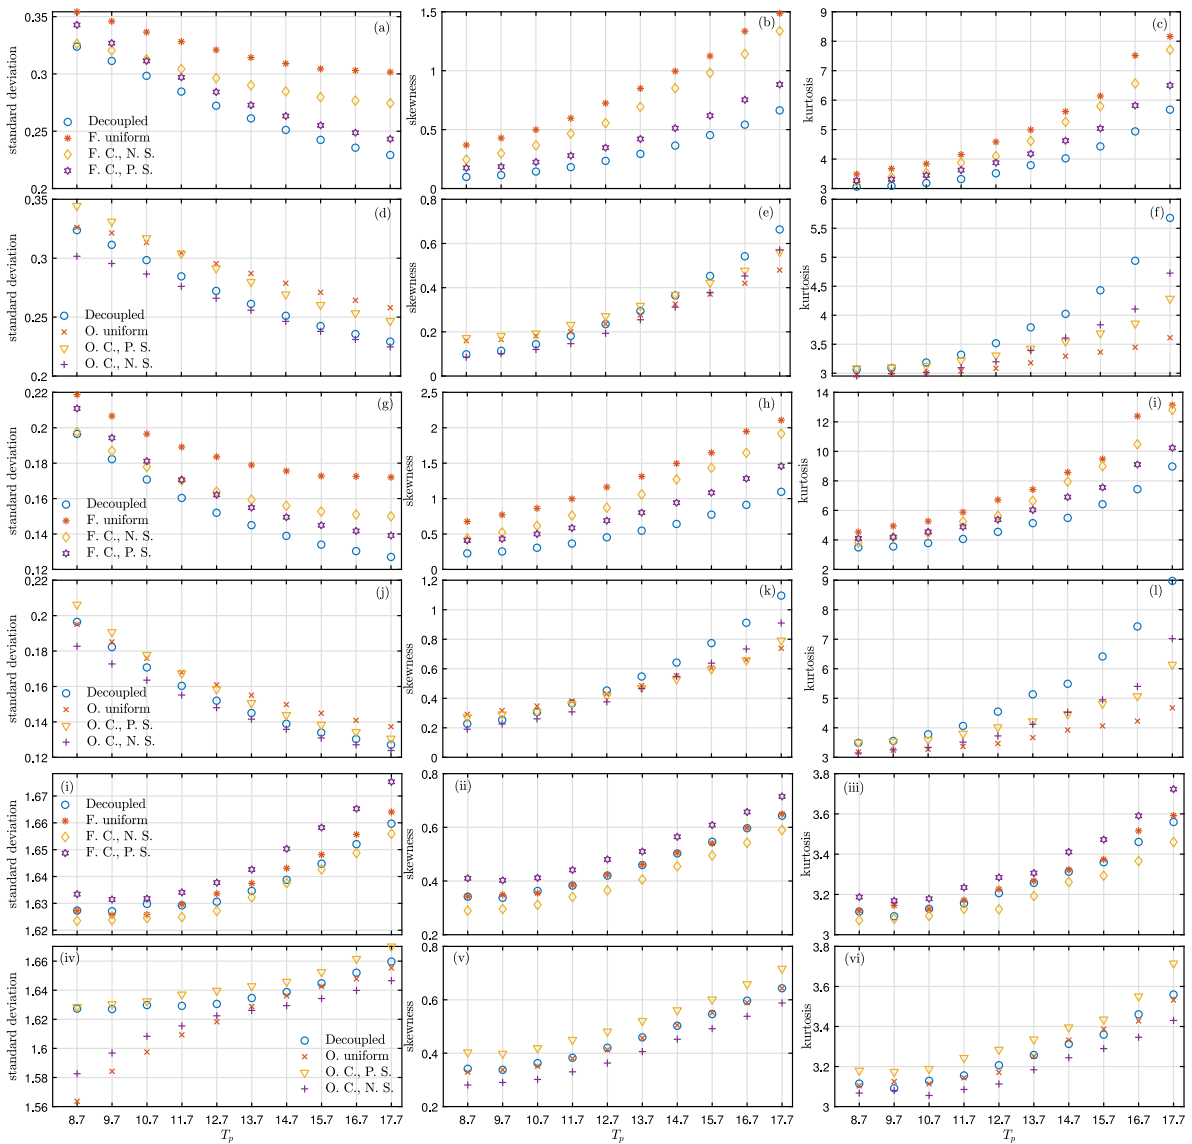 (a)
standard deviation
0.35
0.3
0.25
0.2
Decoupled
F. uniform
F. C., N. S.
F. C., P. S.
(b)
skewness
1.5
1
0.5
0
(c)
kurtosis
9
8
7
6
5
4
3
(d)
standard deviation
0.35
0.3
0.25
0.2
Decoupled
O. uniform
O. C., P. S.
O. C., N. S.
(e)
skewness
0.8
0.6
0.4
0.2
0
(f)
kurtosis
6
5.5
5
4.5
4
3.5
3
(g)
standard deviation
0.22
0.2
0.18
0.16
0.14
0.12
Decoupled
F. uniform
F. C., N. S.
F. C., P. S.
(h)
skewness
2.5
2
1.5
1
0.5
0
(i)
kurtosis
14
12
10
8
6
4
2
(j)
standard deviation
0.22
0.2
0.18
0.16
0.14
0.12
Decoupled
O. uniform
O. C., P. S.
O. C., N. S.
(k)
skewness
1.2
1
0.8
0.6
0.4
0.2
0
(l)
kurtosis
9
8
7
6
5
4
3
(i)
standard deviation
1.67
1.66
1.65
1.64
1.63
1.62
Decoupled
F. uniform
F. C., N. S.
F. C., P. S.
(ii)
skewness
0.8
0.6
0.4
0.2
(iii)
kurtosis
3.8
3.6
3.4
3.2
3
(iv)
standard deviation
1.66
1.64
1.62
1.6
1.58
1.56
Decoupled
O. uniform
O. C., P. S.
O. C., N. S.
8.7 9.7 10.7 11.7 12.7 13.7 14.7 15.7 16.7 17.7
T_p
(v)
skewness
0.8
0.6
0.4
0.2
8.7 9.7 10.7 11.7 12.7 13.7 14.7 15.7 16.7 17.7
T_p
(vi)
kurtosis
3.8
3.6
3.4
3.2
3
8.7 9.7 10.7 11.7 12.7 13.7 14.7 15.7 16.7 17.7
T_p